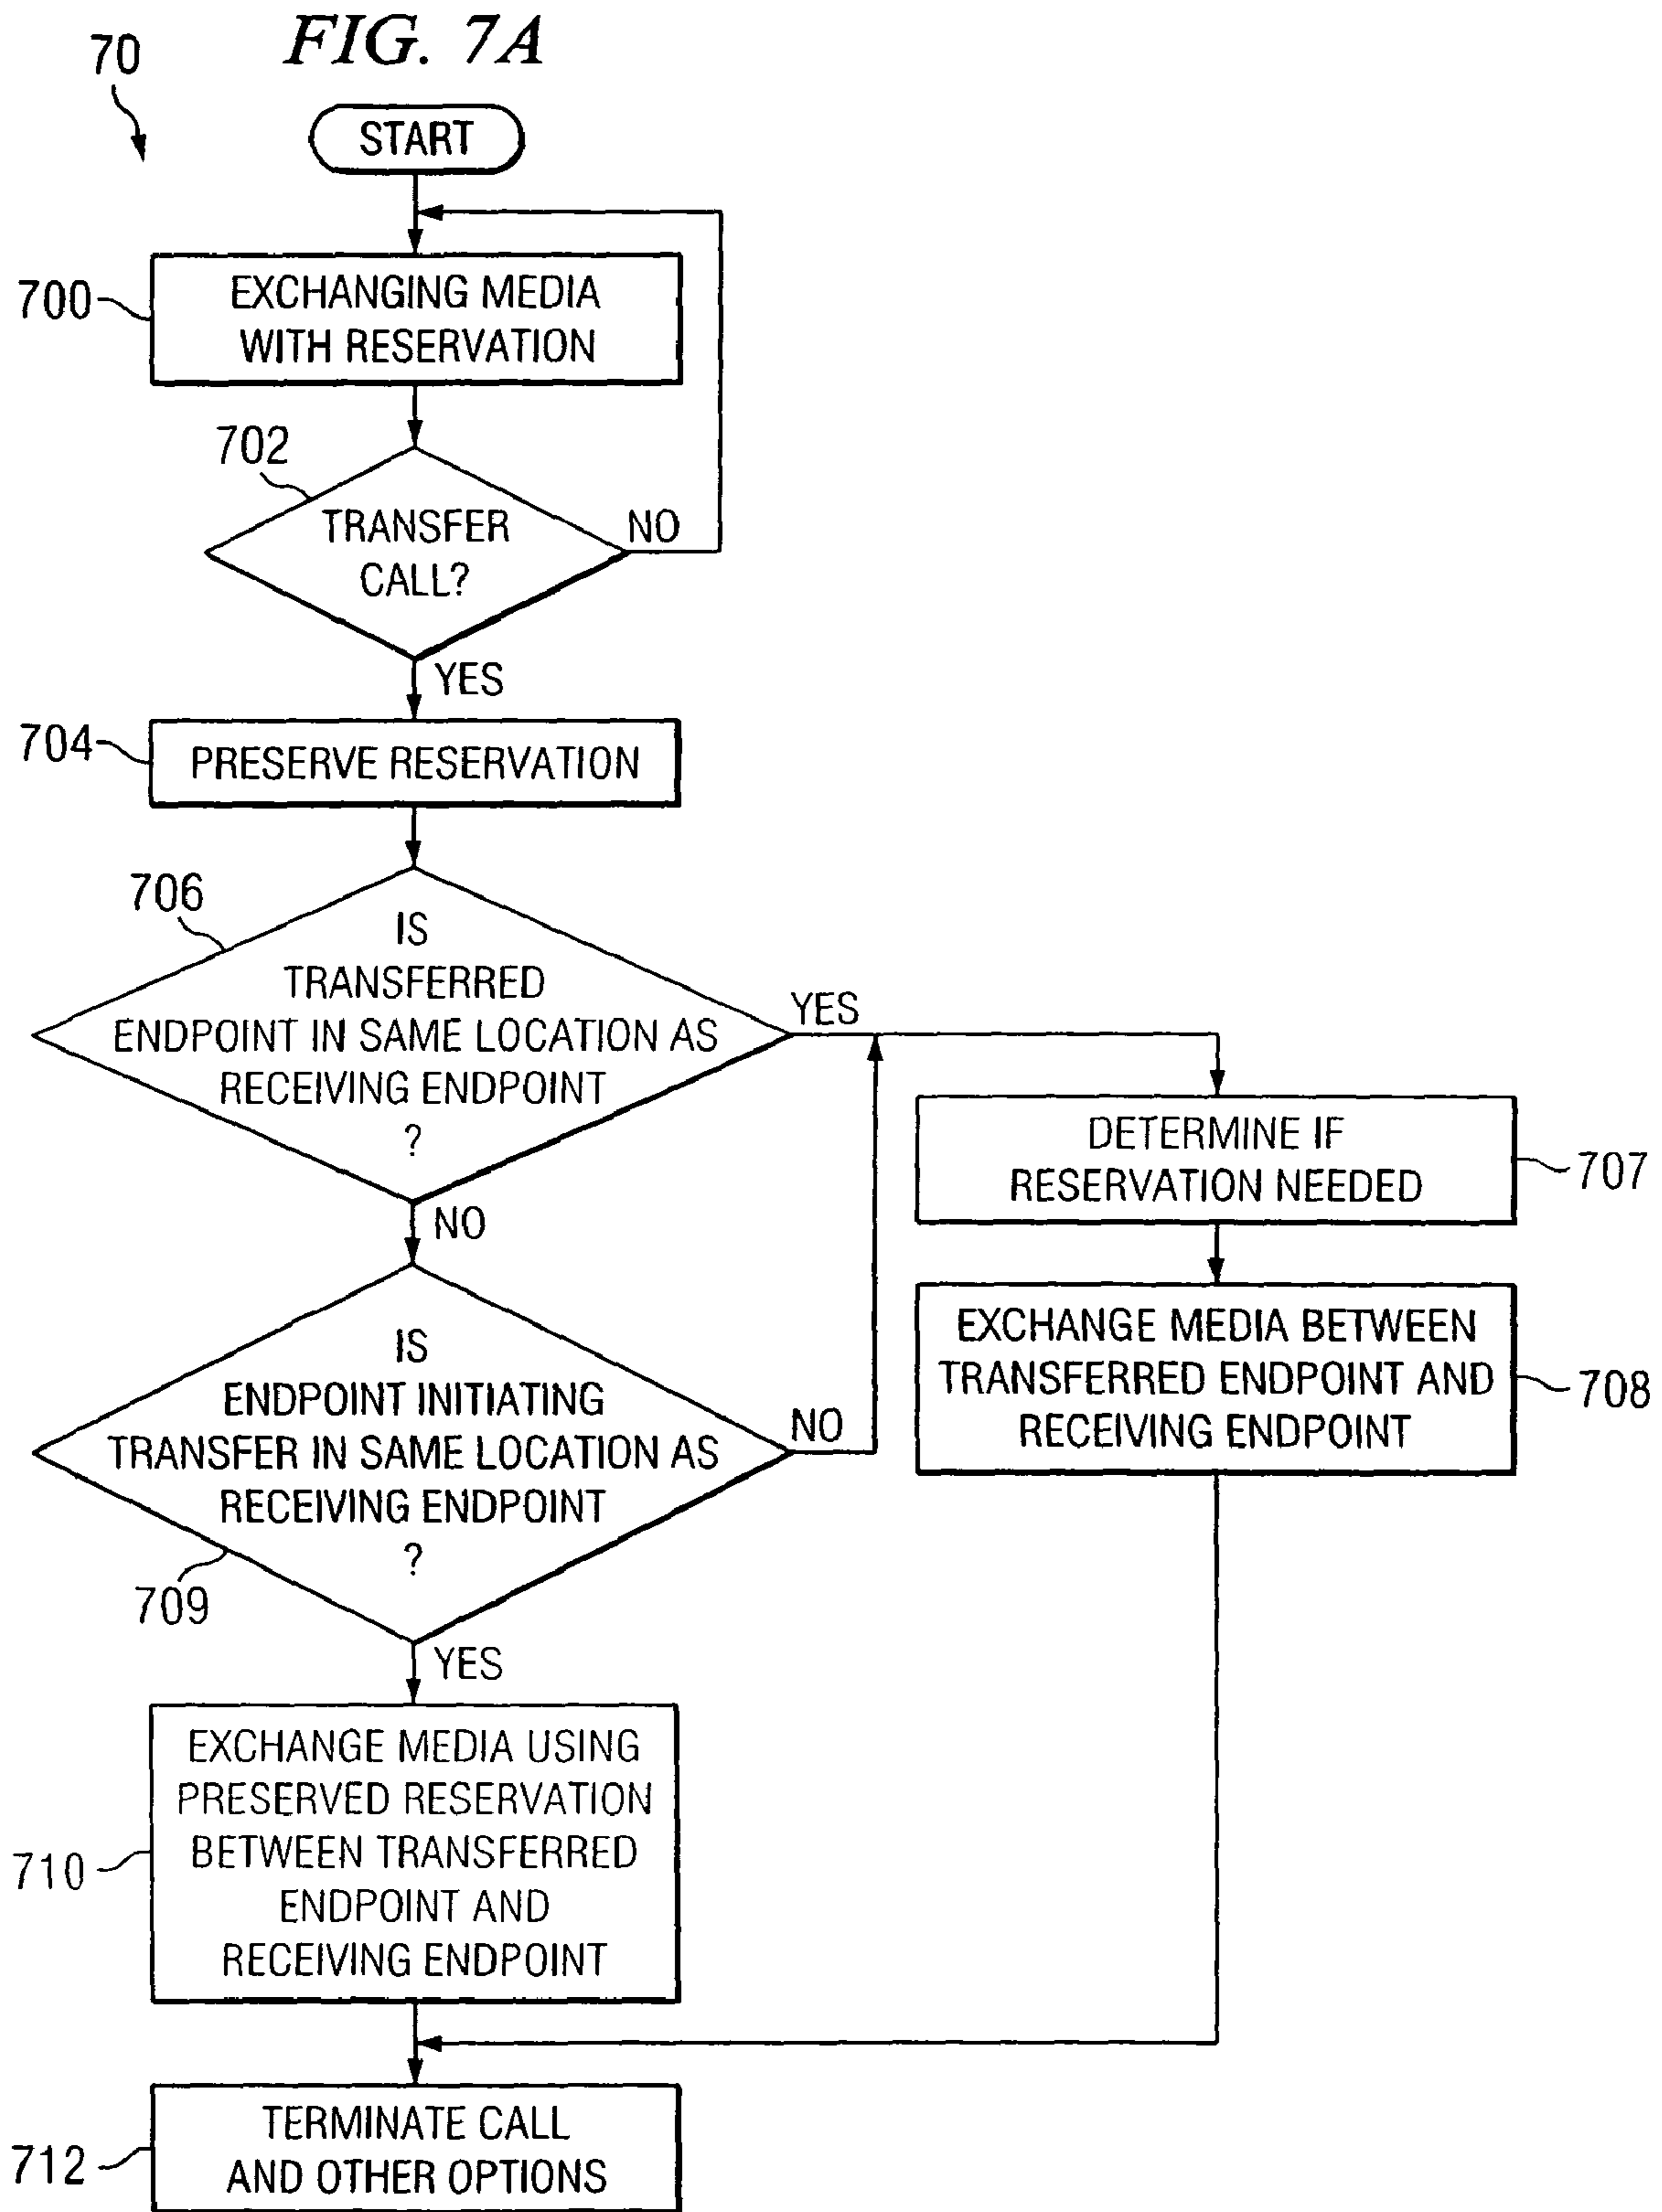 FIG. 7A
70
START
700
EXCHANGING MEDIA
WITH RESERVATION
702
TRANSFER
CALL?
NO
YES
704
PRESERVE RESERVATION
706
IS
TRANSFERRED
ENDPOINT IN SAME LOCATION AS
RECEIVING ENDPOINT
?
YES
NO
DETERMINE IF
RESERVATION NEEDED
707
EXCHANGE MEDIA BETWEEN
TRANSFERRED ENDPOINT AND
RECEIVING ENDPOINT
708
IS
ENDPOINT INITIATING
TRANSFER IN SAME LOCATION AS
RECEIVING ENDPOINT
?
NO
709
YES
710
EXCHANGE MEDIA USING
PRESERVED RESERVATION
BETWEEN TRANSFERRED
ENDPOINT AND
RECEIVING ENDPOINT
712
TERMINATE CALL
AND OTHER OPTIONS